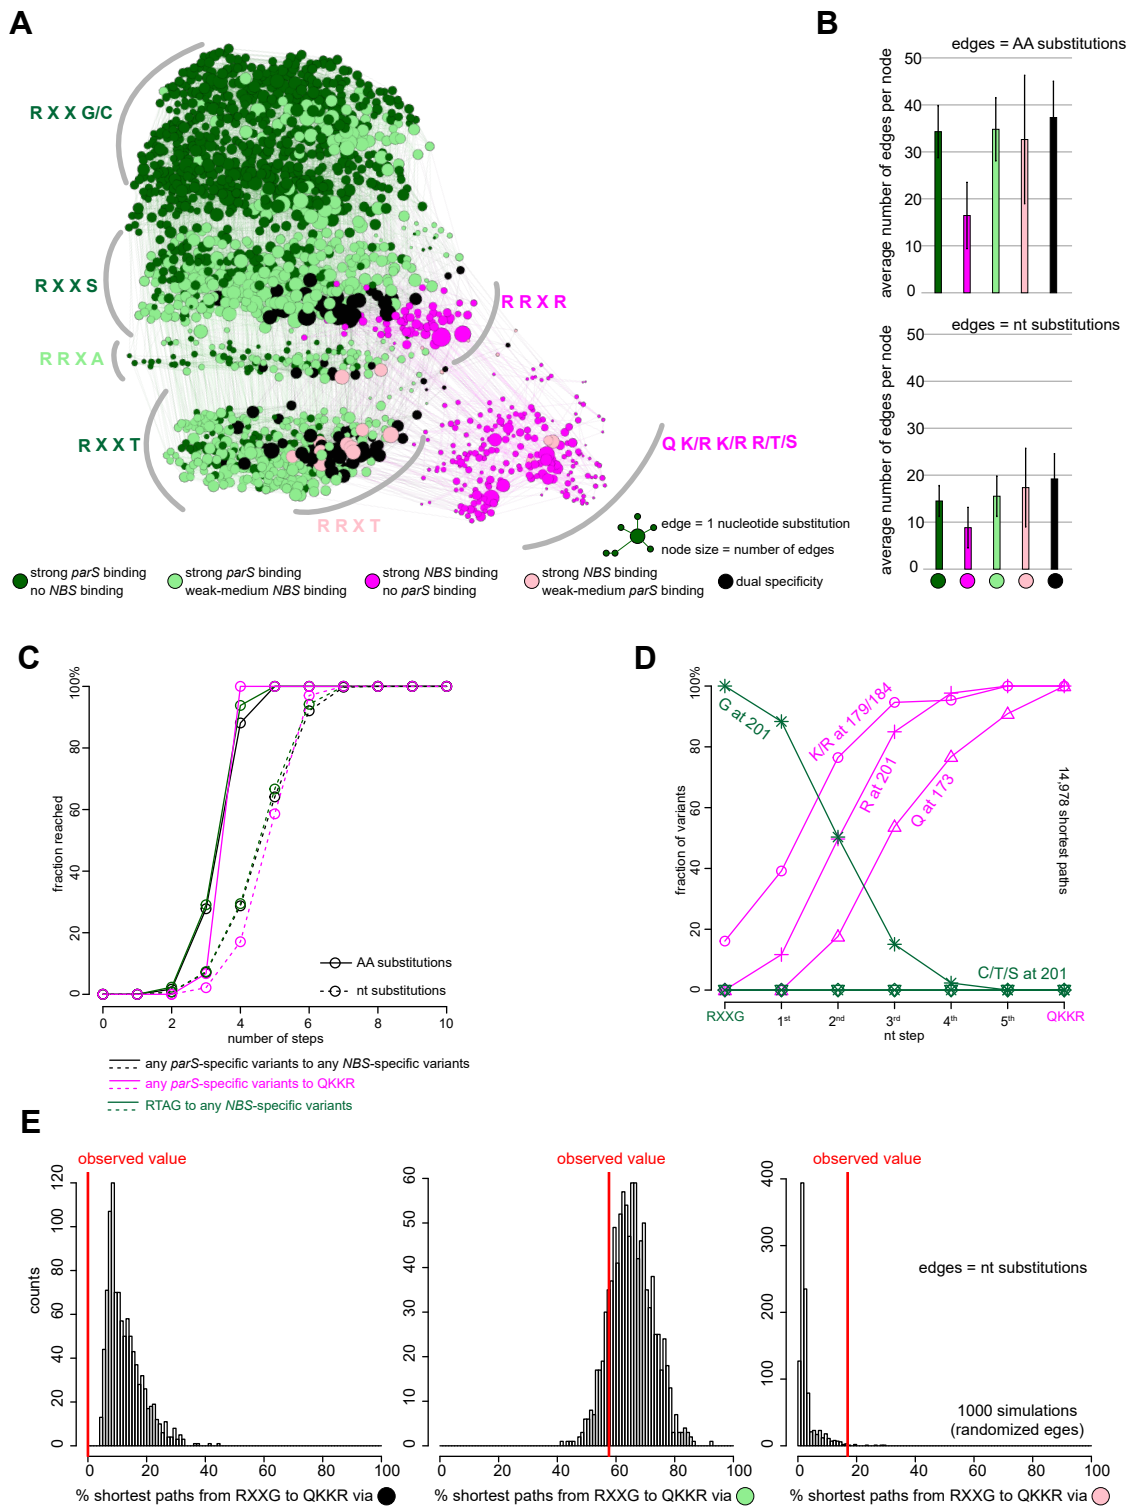 A
R X X G/C
R X X S
R R X A
R X X T
R R X R
Q K/R K/R R/T/S
R R X T
edge = 1 nucleotide substitution
node size = number of edges
strong parS binding
no NBS binding
strong parS binding
weak-medium NBS binding
strong NBS binding
no parS binding
strong NBS binding
weak-medium parS binding
dual specificity
B
edges = AA substitutions
average number of edges per node
50
40
30
20
10
0
edges = nt substitutions
average number of edges per node
50
40
30
20
10
0
C
fraction reached
100%
80
60
40
20
0
AA substitutions
nt substitutions
0 2 4 6 8 10
number of steps
any parS-specific variants to any NBS-specific variants
any parS-specific variants to QKKR
RTAG to any NBS-specific variants
D
fraction of variants
100%
80
60
40
20
0
G at 201
K/R at 179/184
R at 201
Q at 173
C/T/S at 201
14,978 shortest paths
RXXG 1st 2nd 3rd 4th 5th QKKR
nt step
E
observed value
counts
120
100
80
60
40
20
0
0 20 40 60 80 100
% shortest paths from RXXG to QKKR via
observed value
60
50
40
30
20
10
0
0 20 40 60 80 100
% shortest paths from RXXG to QKKR via
observed value
400
300
200
100
0
edges = nt substitutions
1000 simulations
(randomized eges)
0 20 40 60 80 100
% shortest paths from RXXG to QKKR via